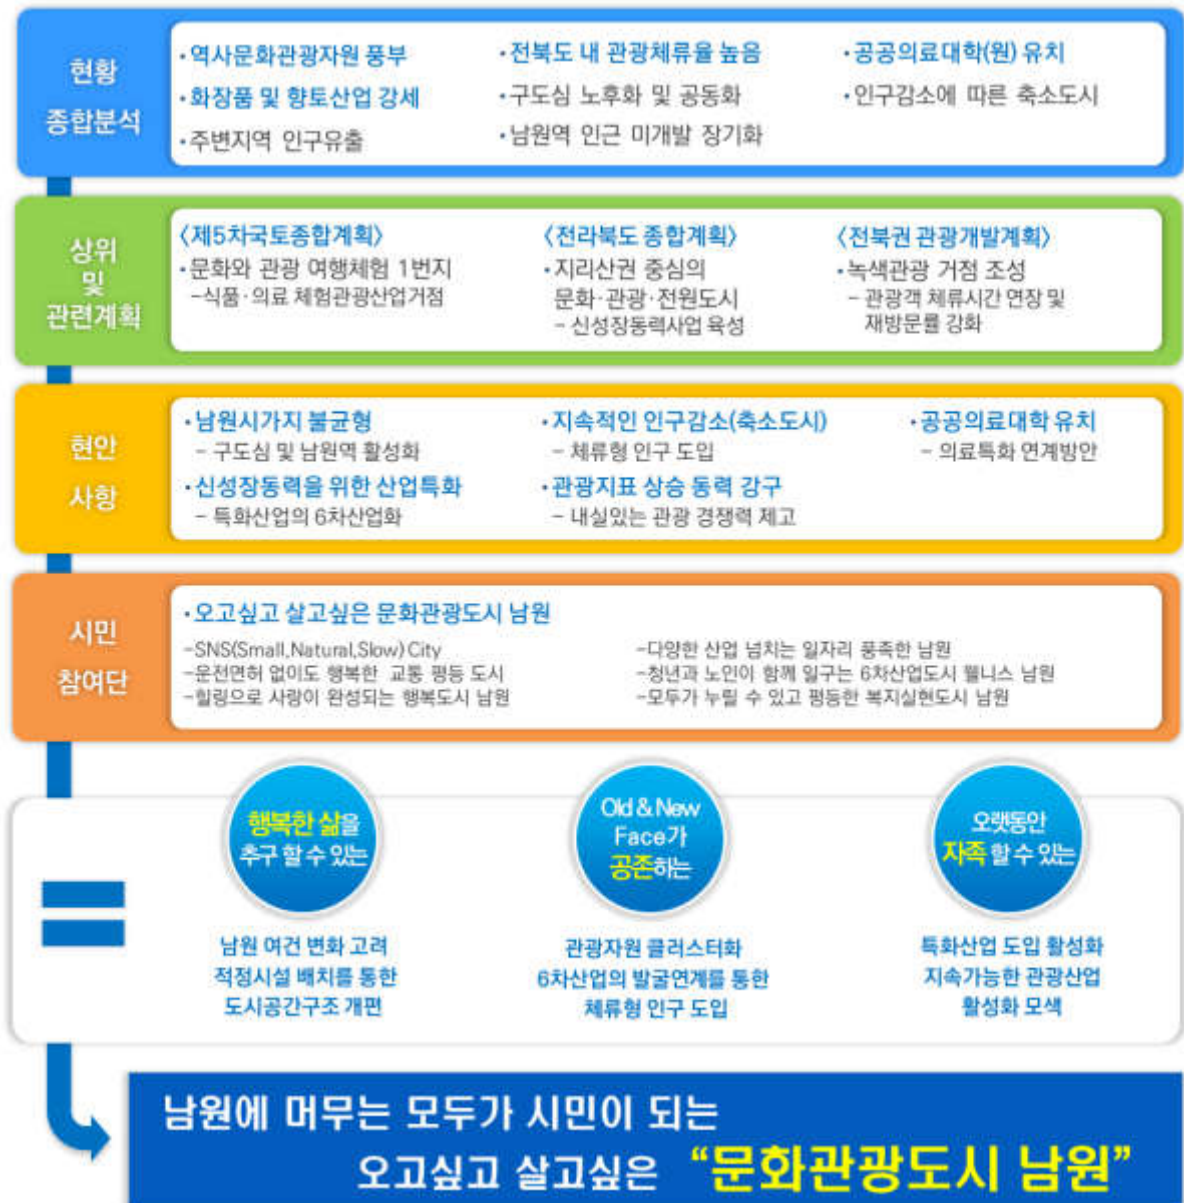 현황
종합분석
·역사문화관광자원 풍부
·화장품 및 향토산업 강세
·주변지역 인구유출
·전북도 내 관광체류율 높음
·구도심 노후화 및 공동화
·남원역 인근 미개발 장기화
·공공의료대학(원) 유치
·인구감소에 따른 축소도시
상위
및
관련계획
〈제5차국토종합계획〉
·문화와 관광 여행체험 1번지
-식품·의료 체험관광산업거점
〈전라북도 종합계획〉
·지리산권 중심의
문화·관광·전원도시
- 신성장동력사업 육성
〈전북권 관광개발계획〉
·녹색관광 거점 조성
- 관광객 체류시간 연장 및
재방문률 강화
현안
사항
·남원시가지 불균형
- 구도심 및 남원역 활성화
·신성장동력을 위한 산업특화
- 특화산업의 6차산업화
·지속적인 인구감소(축소도시)
- 체류형 인구 도입
·관광지표 상승 동력 강구
- 내실있는 관광 경쟁력 제고
·공공의료대학 유치
- 의료특화 연계방안
시민
참여단
·오고싶고 살고싶은 문화관광도시 남원
-SNS(Small,Natural,Slow) City
-운전면허 없이도 행복한 교통 평등 도시
-힐링으로 사랑이 완성되는 행복도시 남원
-다양한 산업 넘치는 일자리 풍족한 남원
-청년과 노인이 함께 일구는 6차산업도시 웰니스 남원
-모두가 누릴 수 있고 평등한 복지실현도시 남원
행복한 삶을
추구 할 수 있는
남원 여건 변화 고려
적정시설 배치를 통한
도시공간구조 개편
Old & New
Face가
공존하는
관광자원 클러스터화
6차산업의 발굴연계를 통한
체류형 인구 도입
오랫동안
자족 할 수 있는
특화산업 도입 활성화
지속가능한 관광산업
활성화 모색
남원에 머무는 모두가 시민이 되는
오고싶고 살고싶은 “문화관광도시 남원”